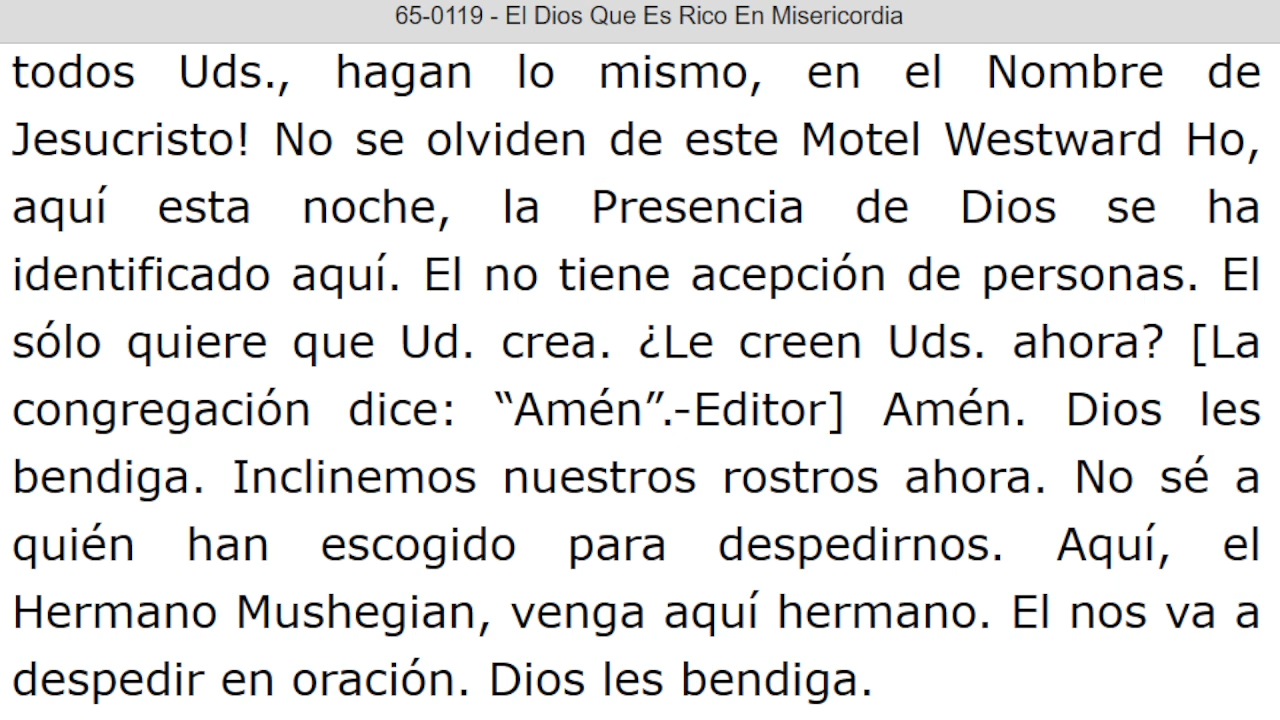 65-0119 - El Dios Que Es Rico En Misericordia
todos Uds., hagan lo mismo, en el Nombre de
Jesucristo! No se olviden de este Motel Westward Ho,
aquí esta noche, la Presencia de Dios se ha
identificado aquí. El no tiene acepción de personas. El
sólo quiere que Ud. crea. ¿Le creen Uds. ahora? [La
congregación dice: “Amén”.-Editor] Amén. Dios les
bendiga. Inclinemos nuestros rostros ahora. No sé a
quién han escogido para despedirnos. Aquí, el
Hermano Mushegian, venga aquí hermano. El nos va a
despedir en oración. Dios les bendiga.